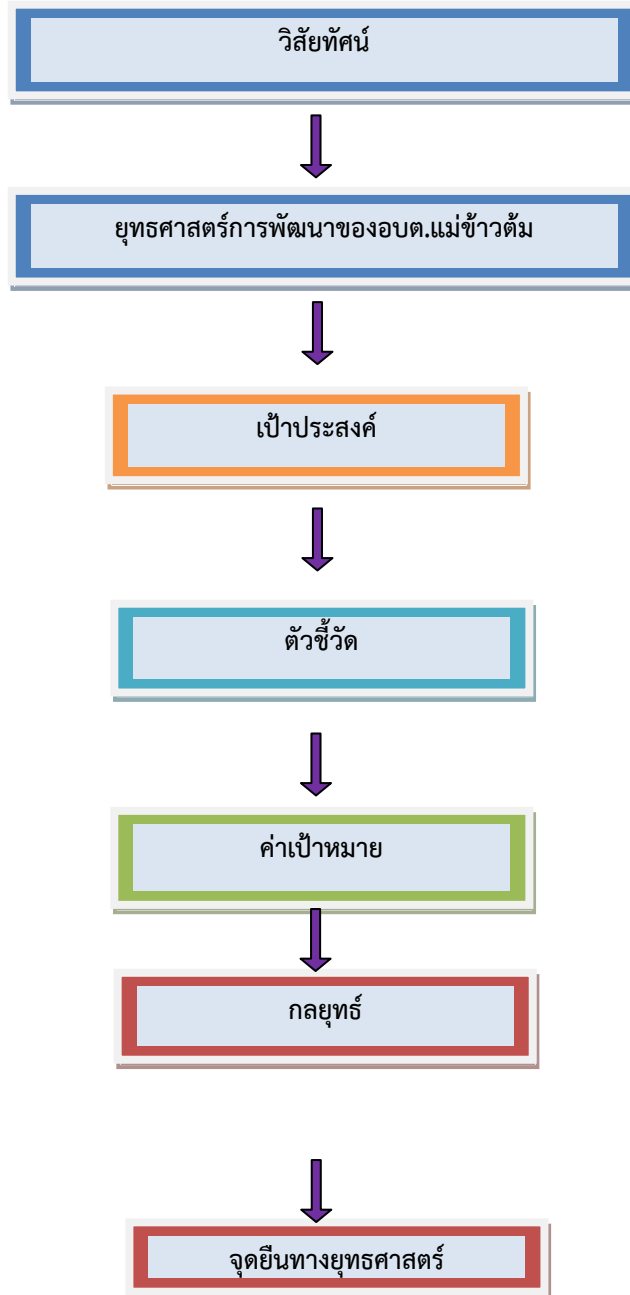 วิสัยทัศน์
ยุทธศาสตร์การพัฒนาของอบต.แม่ข้าวต้ม
เป้าประสงค์
ตัวชี้วัด
ค่าเป้าหมาย
กลยุทธ์
จุดยืนทางยุทธศาสตร์